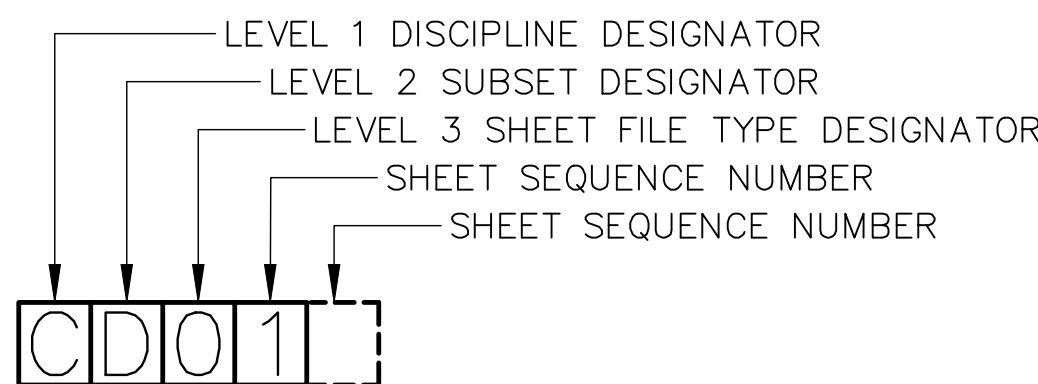 LEVEL 1 DISCIPLINE DESIGNATOR
LEVEL 2 SUBSET DESIGNATOR
LEVEL 3 SHEET FILE TYPE DESIGNATOR
SHEET SEQUENCE NUMBER
SHEET SEQUENCE NUMBER
CD01